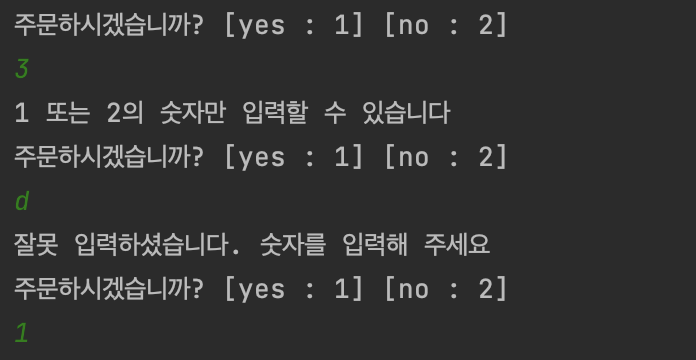 주문하시겠습니까? [yes : 1] [no : 2]
3
1 또는 2의 숫자만 입력할 수 있습니다
주문하시겠습니까? [yes : 1] [no : 2]
d
잘못 입력하셨습니다. 숫자를 입력해 주세요
주문하시겠습니까? [yes : 1] [no : 2]
1